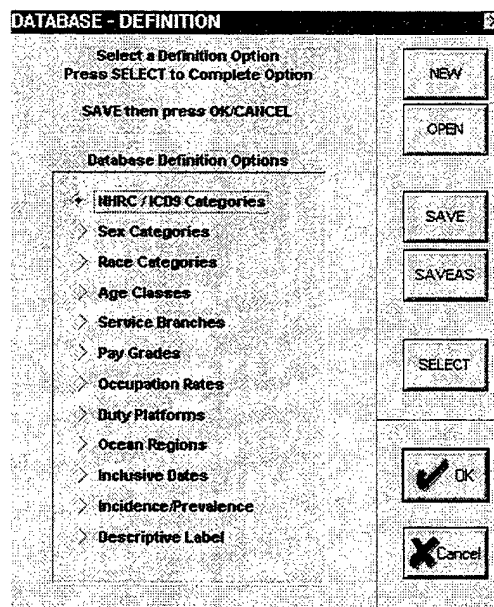 DATABASE - DEFINITION
Select a Definition Option
Press SELECT to Complete Option
SAVE then press OK/CANCEL
Database Definition Options
NHRC / ICD9 Categories
Sex Categories
Race Categories
Age Classes
Service Branches
Pay Grades
Occupation Rates
Duty Platforms
Ocean Regions
Inclusive Dates
Incidence/Prevalence
Descriptive Label
NEW
OPEN
SAVE
SAVEAS
SELECT
OK
Cancel